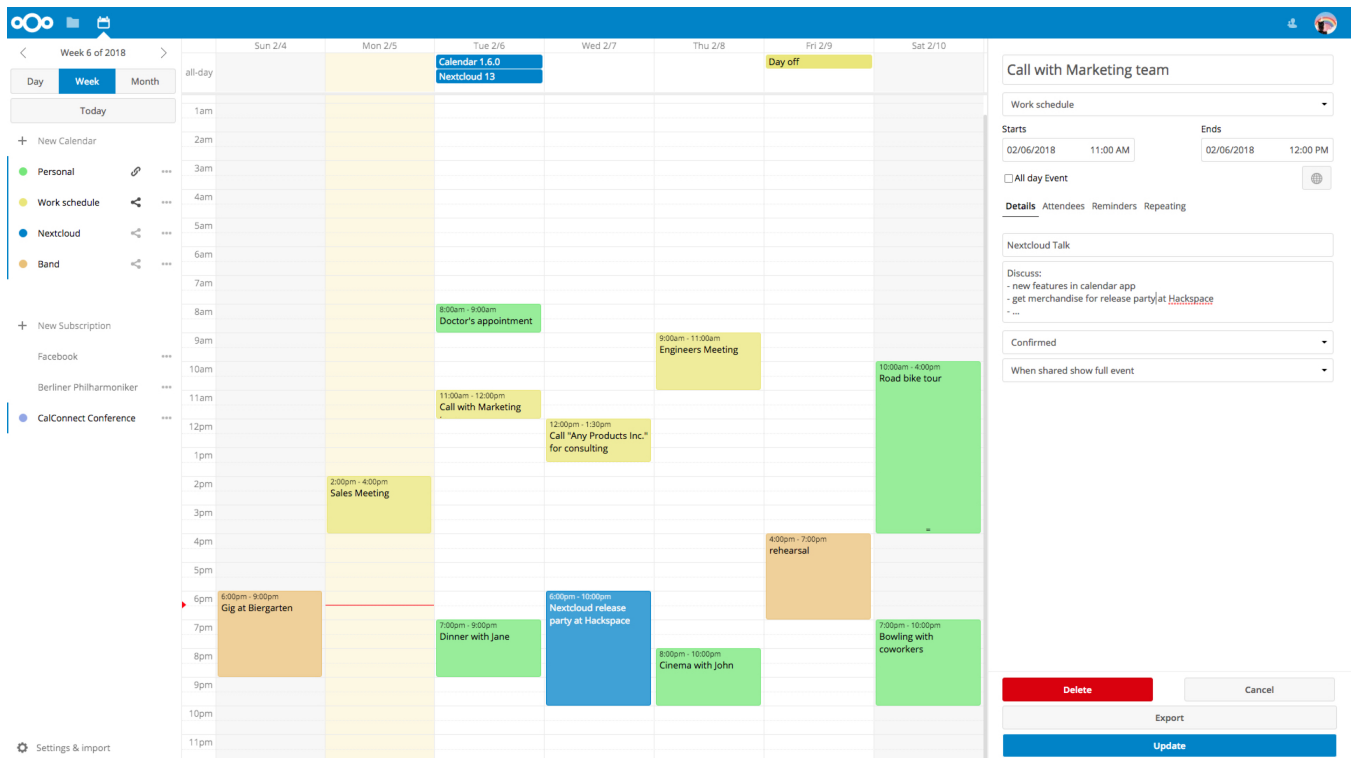 Week 6 of 2018
Day
Week
Month
Today
New Calendar
Personal
Work schedule
Nextcloud
Band
New Subscription
Facebook
Berliner Philharmoniker
CalConnect Conference
Settings & import
Sun 2/4
Mon 2/5
Tue 2/6
Wed 2/7
Thu 2/8
Fri 2/9
Sat 2/10
all-day
Calendar 1.6.0
Nextcloud 13
Day off
1am
2am
3am
4am
5am
6am
7am
8am
9am
10am
11am
12pm
1pm
2pm
3pm
4pm
5pm
6pm
7pm
8pm
9pm
10pm
11pm
6:00pm - 9:00pm
Gig at Biergarten
2:00pm - 4:00pm
Sales Meeting
8:00am - 9:00am
Doctor's appointment
11:00am - 12:00pm
Call with Marketing
7:00pm - 9:00pm
Dinner with Jane
12:00pm - 1:30pm
Call "Any Products Inc."
for consulting
6:00pm - 10:00pm
Nextcloud release
party at Hackspace
9:00am - 11:00am
Engineers Meeting
8:00pm - 10:00pm
Cinema with John
4:00pm - 7:00pm
rehearsal
10:00am - 4:00pm
Road bike tour
7:00pm - 10:00pm
Bowling with
coworkers
Call with Marketing team
Work schedule
Starts
Ends
02/06/2018 11:00 AM
02/06/2018 12:00 PM
All day Event
Details Attendees Reminders Repeating
Nextcloud Talk
Discuss:
- new features in calendar app
- get merchandise for release party at Hackspace
- ...
Confirmed
When shared show full event
Delete
Cancel
Export
Update